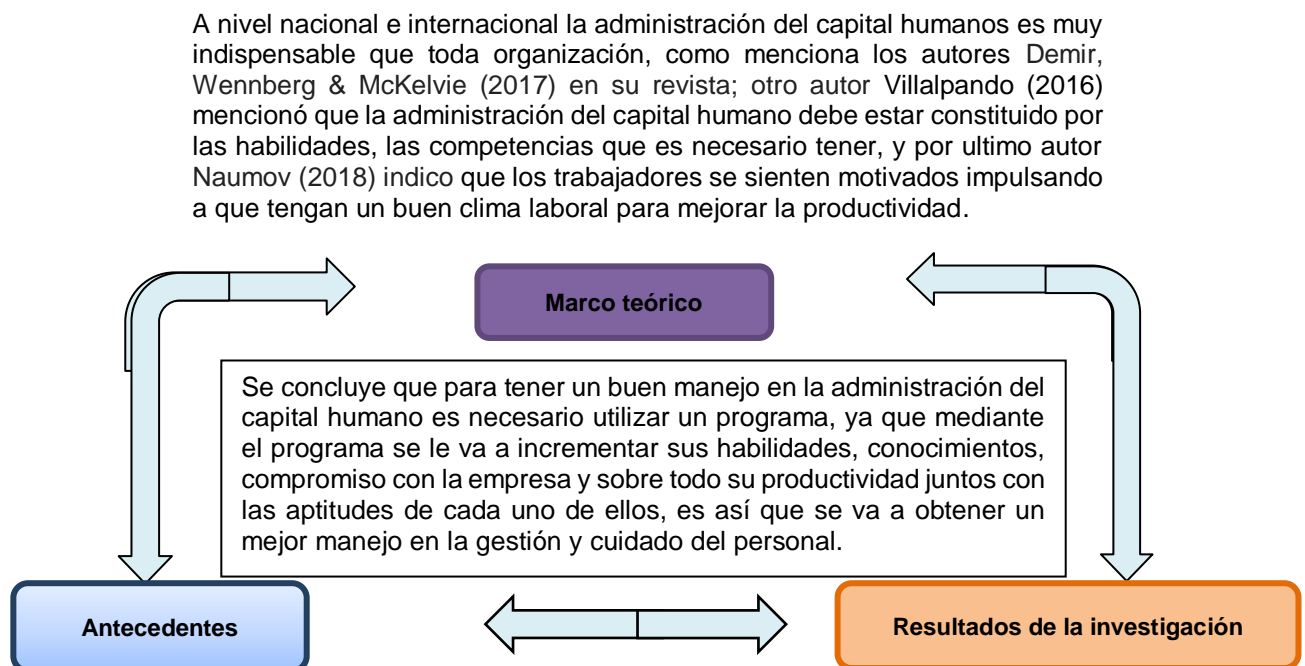 A nivel nacional e internacional la administración del capital humanos es muy
indispensable que toda organización, como menciona los autores Demir,
Wennberg & McKelvie (2017) en su revista; otro autor Villalpando (2016)
mencionó que la administración del capital humano debe estar constituido por
las habilidades, las competencias que es necesario tener, y por ultimo autor
Naumov (2018) indico que los trabajadores se sienten motivados impulsando
a que tengan un buen clima laboral para mejorar la productividad.
Marco teórico
Se concluye que para tener un buen manejo en la administración del
capital humano es necesario utilizar un programa, ya que mediante
el programa se le va a incrementar sus habilidades, conocimientos,
compromiso con la empresa y sobre todo su productividad juntos con
las aptitudes de cada uno de ellos, es así que se va a obtener un
mejor manejo en la gestión y cuidado del personal.
Antecedentes
Resultados de la investigación